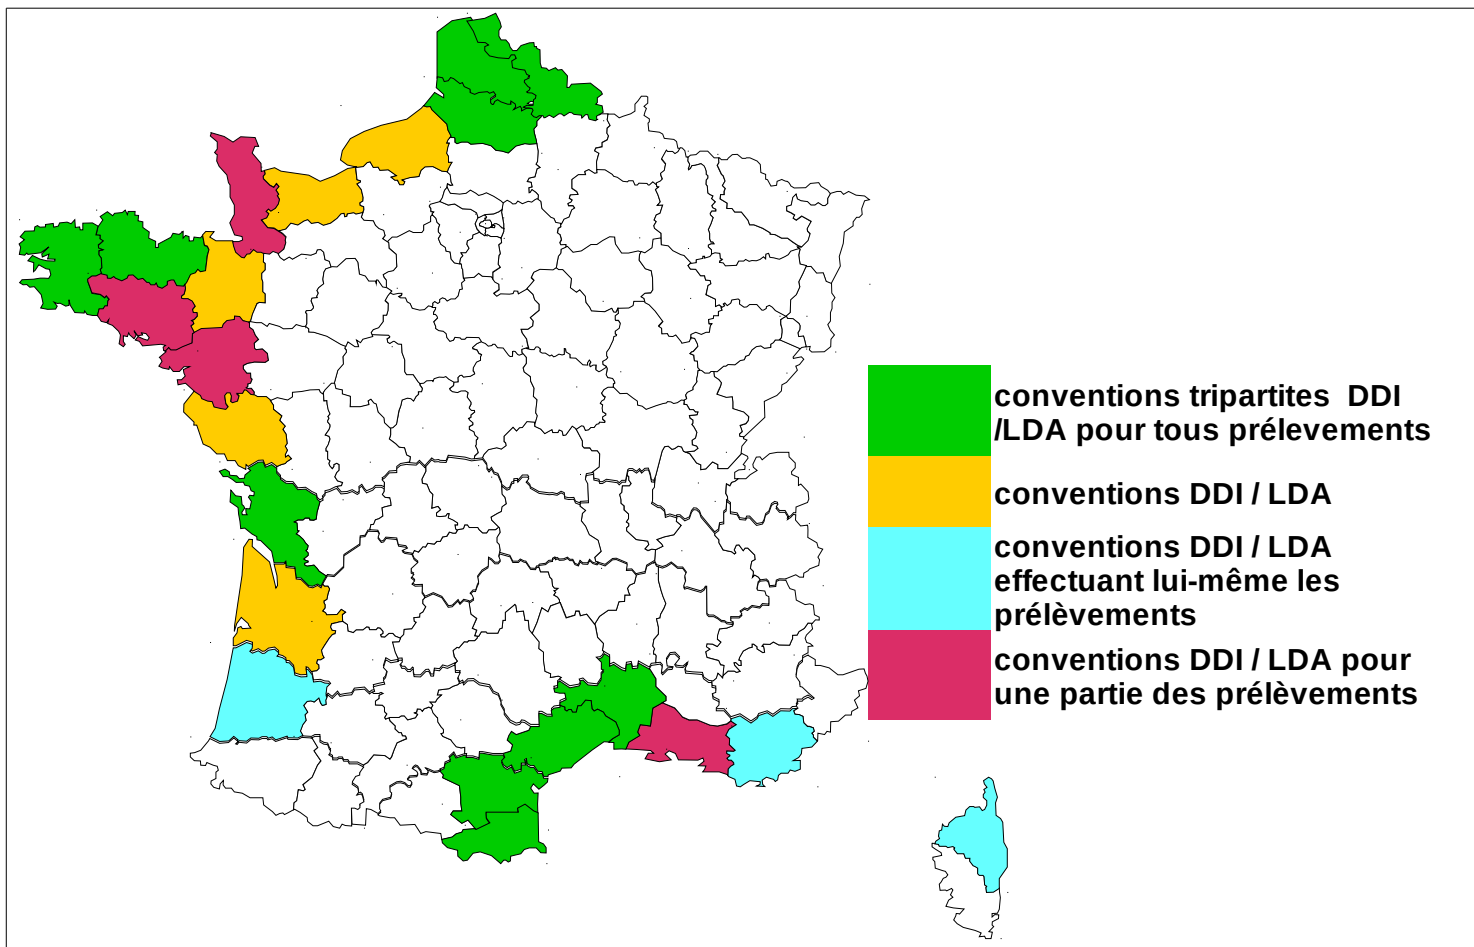 conventions tripartites  DDI
/LDA pour tous prélevements
conventions DDI / LDA
conventions DDI / LDA
effectuant lui-même les
prélèvements
conventions DDI / LDA pour
une partie des prélèvements